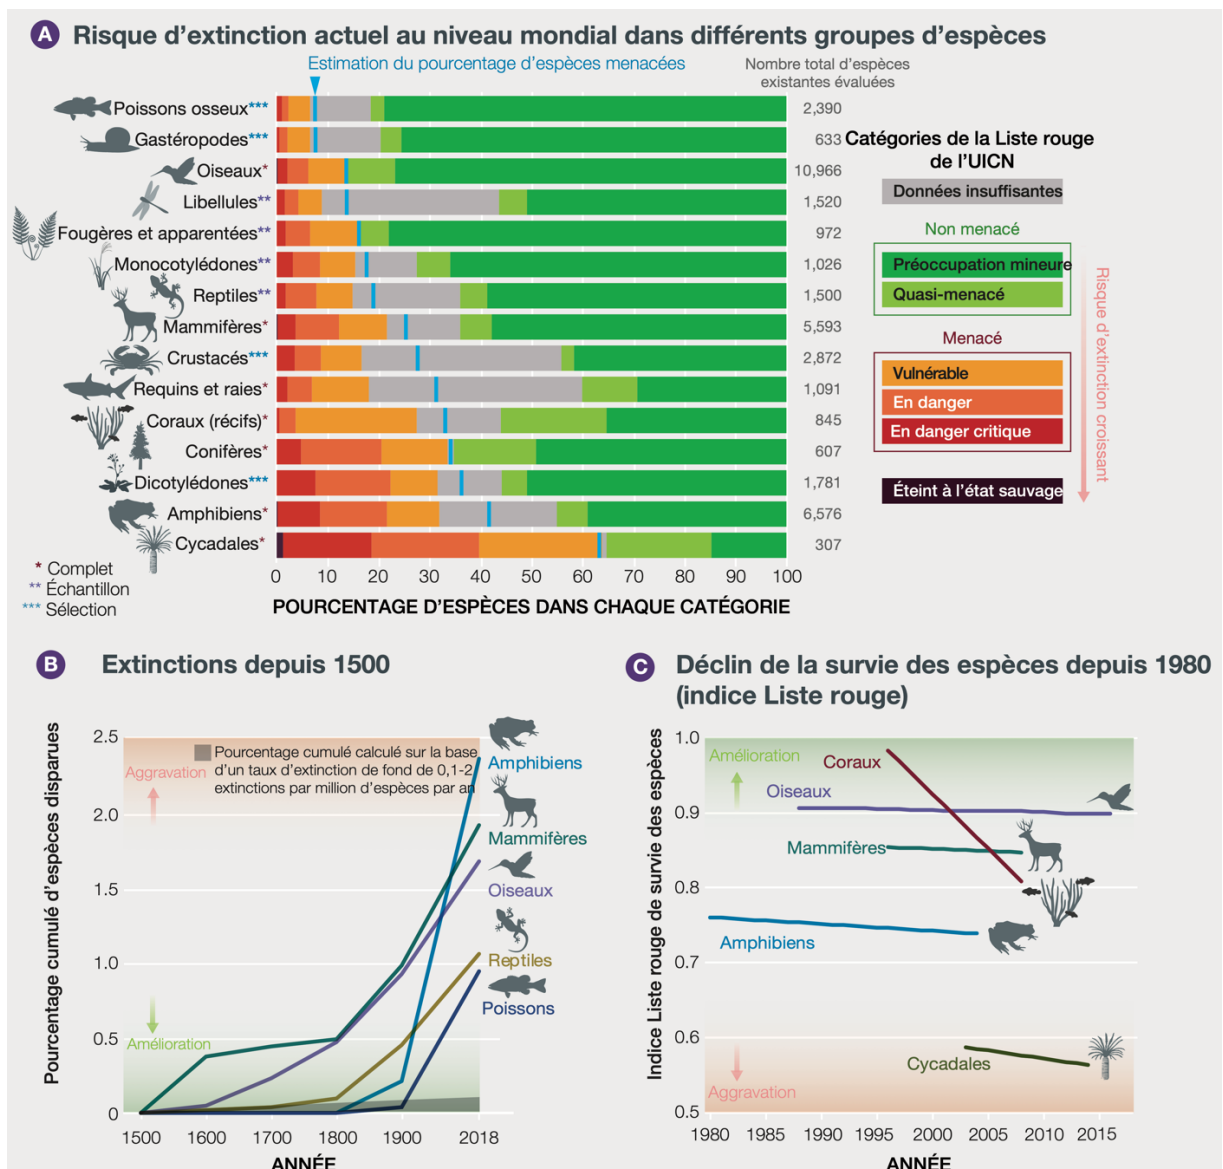 A Risque d'extinction actuel au niveau mondial dans différents groupes d'espèces
Estimation du pourcentage d'espèces menacées
Nombre total d'espèces
existantes évaluées
Poissons osseux*** 2,390
Gastéropodes*** 633
Oiseaux* 10,966
Libellules** 1,520
Fougères et apparentées** 972
Monocotylédones** 1,026
Reptiles** 1,500
Mammifères* 5,593
Crustacés*** 2,872
Requins et raies* 1,091
Coraux (récifs)* 845
Conifères* 607
Dicotylédones*** 1,781
Amphibiens* 6,576
Cycadales* 307
0 10 20 30 40 50 60 70 80 90 100
POURCENTAGE D'ESPÈCES DANS CHAQUE CATÉGORIE
* Complet
** Échantillon
*** Sélection
Catégories de la Liste rouge
de l'UICN
Données insuffisantes
Non menacé
Préoccupation mineure
Quasi-menacé
Menacé
Vulnérable
En danger
En danger critique
Éteint à l'état sauvage
Risque d'extinction croissant
B Extinctions depuis 1500
Pourcentage cumulé d'espèces disparues
2.5
2.0
1.5
1.0
0.5
0
Aggravation
Amélioration
Pourcentage cumulé calculé sur la base
d'un taux d'extinction de fond de 0,1-2
extinctions par million d'espèces par an
Amphibiens
Mammifères
Oiseaux
Reptiles
Poissons
1500 1600 1700 1800 1900 2018
ANNÉE
C Déclin de la survie des espèces depuis 1980
(indice Liste rouge)
Indice Liste rouge de survie des espèces
1.0
0.9
0.8
0.7
0.6
0.5
Amélioration
Coraux
Oiseaux
Mammifères
Amphibiens
Cycadales
Aggravation
1980 1985 1990 1995 2000 2005 2010 2015
ANNÉE